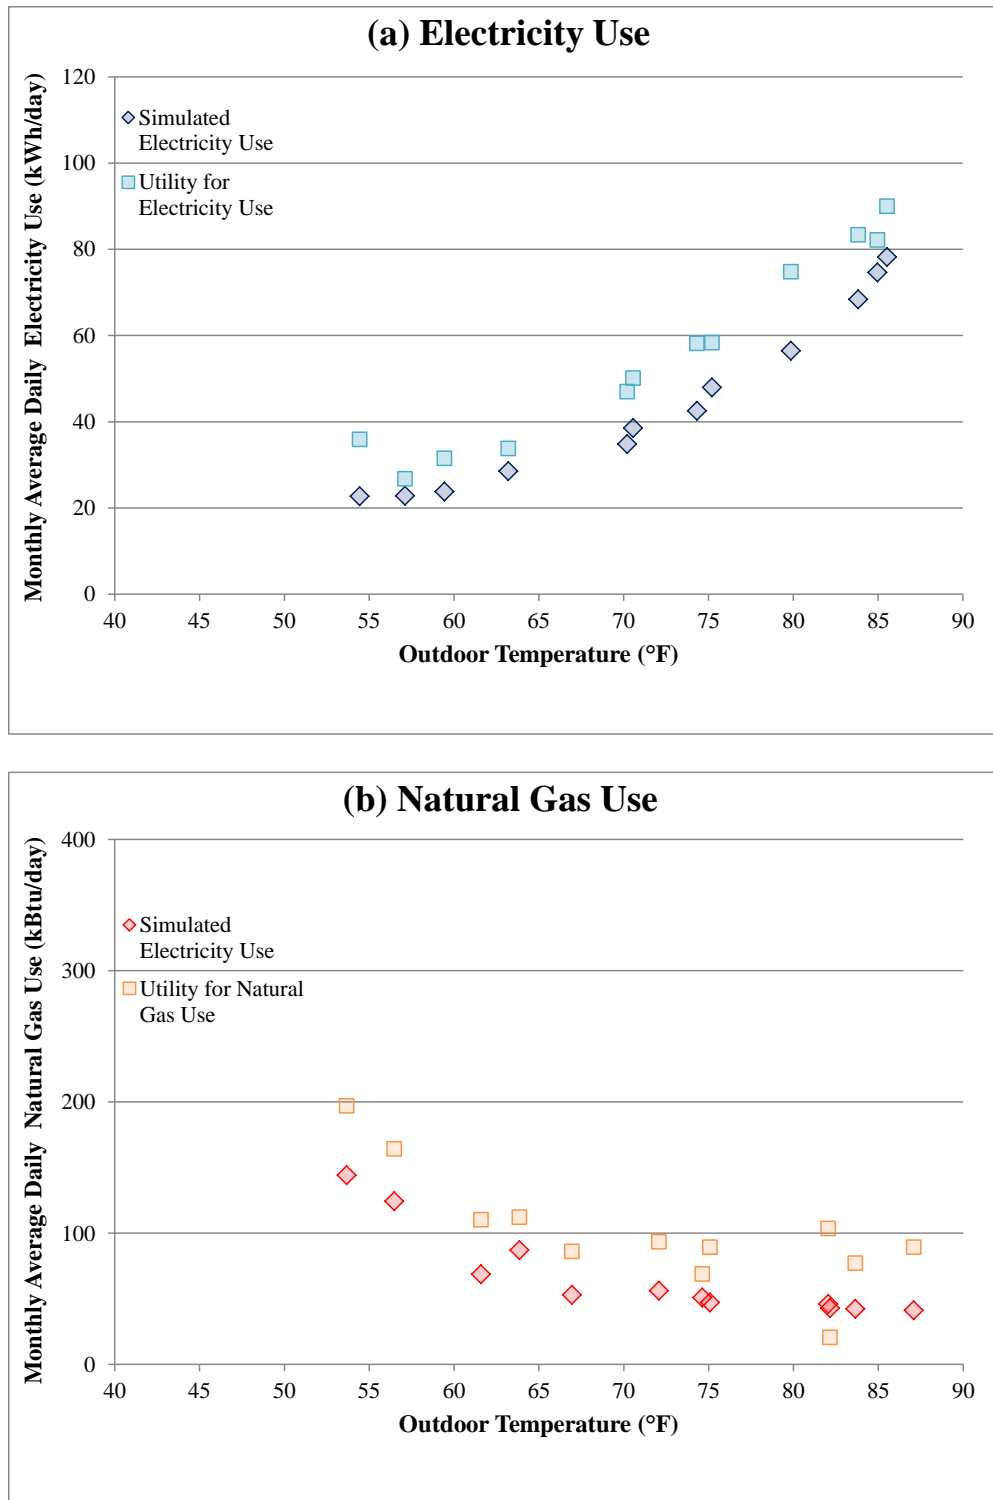 (a) Electricity Use
Monthly Average Daily  Electricity Use (kWh/day)
120
100
80
60
40
20
0
Simulated
Electricity Use
Utility for
Electricity Use
40 45 50 55 60 65 70 75 80 85 90
Outdoor Temperature (°F)
(b) Natural Gas Use
Monthly Average Daily  Natural Gas Use (kBtu/day)
400
300
200
100
0
Simulated
Electricity Use
Utility for Natural
Gas Use
40 45 50 55 60 65 70 75 80 85 90
Outdoor Temperature (°F)